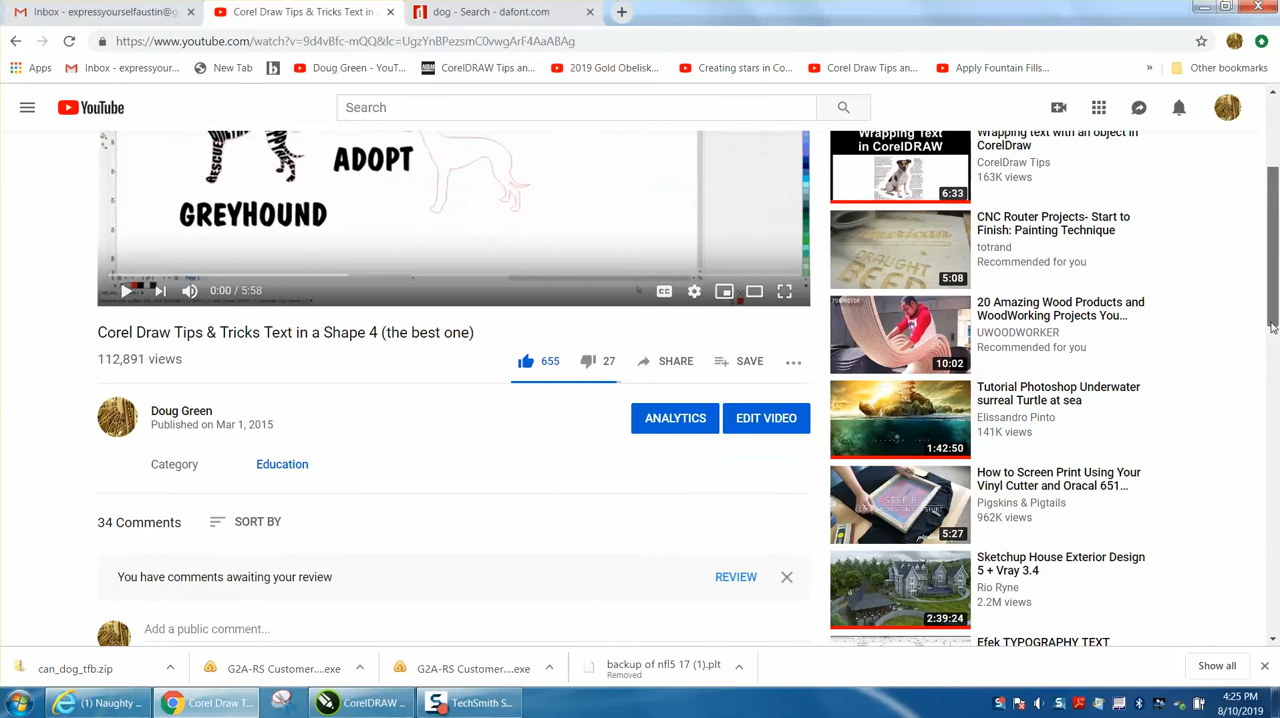 Inbox - expressyourselfaustin@g
Corel Draw Tips & Tricks Text in a
dog - Search - dafont.com
https://www.youtube.com/watch?v=9d4vBfc-mQQ&lc=UgzYnBPezsmC0vwgArF4AaABAg
Apps
Inbox - expressyour...
New Tab
Doug Green - YouT...
CorelDRAW Tips an...
2019 Gold Obelisk...
Creating stars in Co...
Corel Draw Tips an...
Apply Fountain Fills...
Other bookmarks
YouTube
Search
ADOPT
GREYHOUND
0:00 / 5:58
CC
Corel Draw Tips & Tricks Text in a Shape 4 (the best one)
112,891 views
655
27
SHARE
SAVE
Doug Green
Published on Mar 1, 2015
ANALYTICS
EDIT VIDEO
Category
Education
34 Comments
SORT BY
You have comments awaiting your review
REVIEW
Add a public comment...
Wrapping Text
in CorelDRAW
6:33
Wrapping text with an object in
CorelDraw
CorelDraw Tips
163K views
American
DRAUGHT
BEER
5:08
CNC Router Projects- Start to
Finish: Painting Technique
totrand
Recommended for you
10:02
20 Amazing Wood Products and
WoodWorking Projects You...
UWOODWORKER
Recommended for you
1:42:50
Tutorial Photoshop Underwater
surreal Turtle at sea
Elissandro Pinto
141K views
STEP 8
5:27
How to Screen Print Using Your
Vinyl Cutter and Oracal 651...
Pigskins & Pigtails
962K views
2:39:24
Sketchup House Exterior Design
5 + Vray 3.4
Rio Ryne
2.2M views
Efek TYPOGRAPHY TEXT
can_dog_tfb.zip
G2A-RS Customer....exe
G2A-RS Customer....exe
backup of nfl5 17 (1).plt
Removed
Show all
(1) Naughty ...
Corel Draw T...
CorelDRAW ...
TechSmith S...
4:25 PM
8/10/2019